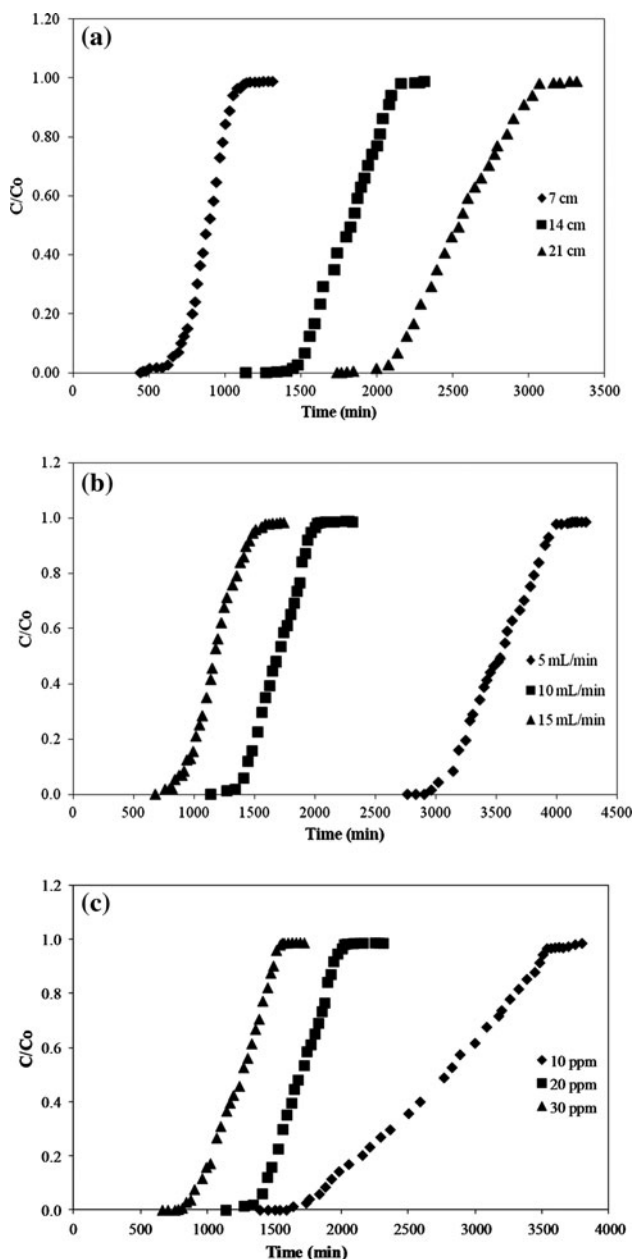 (a)
1.00
0.80
0.60
0.40
0.20
0.00
C/Co
7 cm
14 cm
21 cm
0 500 1000 1500 2000 2500 3000 3500
Time (min)
(b)
1.2
1.0
0.8
0.6
0.4
0.2
0.0
C/Co
5 mL/min
10 mL/min
15 mL/min
0 500 1000 1500 2000 2500 3000 3500 4000 4500
Time (min)
(c)
1.2
1.0
0.8
0.6
0.4
0.2
0.0
C/Co
10 ppm
20 ppm
30 ppm
0 500 1000 1500 2000 2500 3000 3500 4000
Time (min)